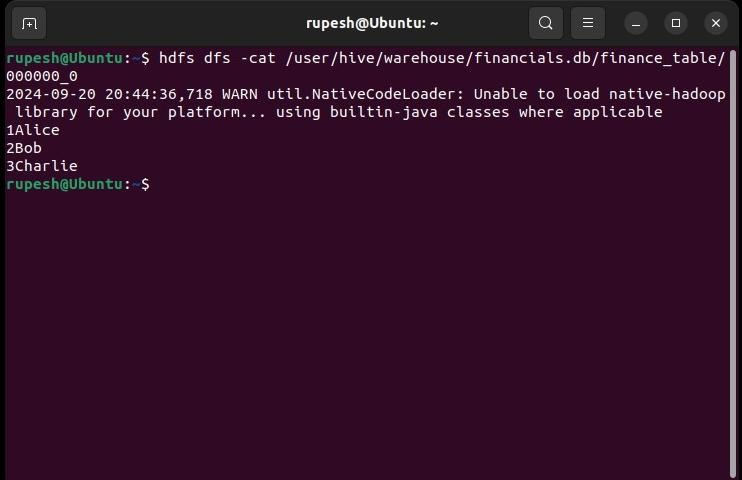 rupesh@Ubuntu: ~
rupesh@Ubuntu:~$ hdfs dfs -cat /user/hive/warehouse/financials.db/finance_table/
000000_0
2024-09-20 20:44:36,718 WARN util.NativeCodeLoader: Unable to load native-hadoop
 library for your platform... using builtin-java classes where applicable
1Alice
2Bob
3Charlie
rupesh@Ubuntu:~$